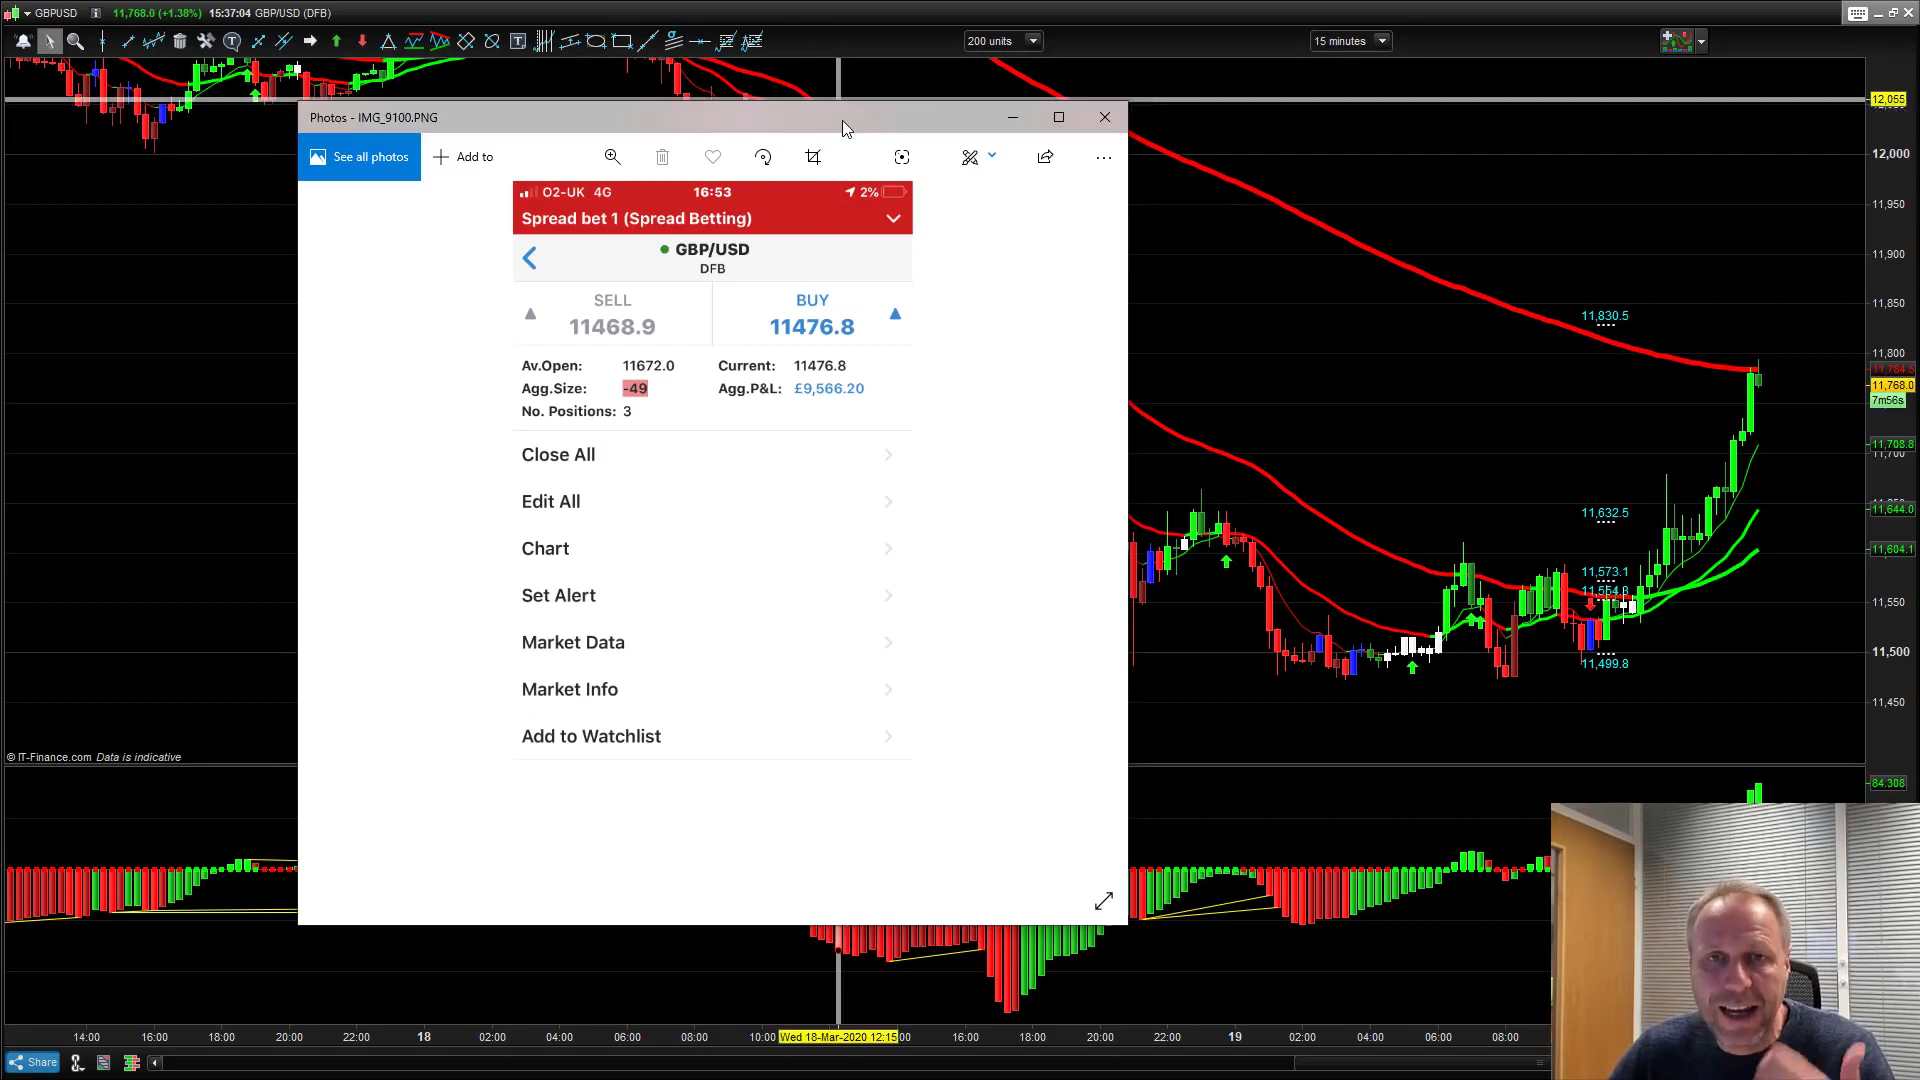 GBPUSD 11,768.0 (+1.38%) 15:37:04 GBP/USD (DFB)
200 units
15 minutes
Photos - IMG_9100.PNG
See all photos
Add to
O2-UK 4G 16:53 2%
Spread bet 1 (Spread Betting)
GBP/USD
DFB
SELL
11468.9
BUY
11476.8
Av.Open: 11672.0 Current: 11476.8
Agg.Size: -49 Agg.P&L: £9,566.20
No. Positions: 3
Close All
Edit All
Chart
Set Alert
Market Data
Market Info
Add to Watchlist
11,830.5
11,632.5
11,573.1
11,499.8
12,055
12,000
11,950
11,900
11,850
11,800
11,768.0
7m56s
11,708.8
11,644.0
11,604.1
11,550
11,500
11,450
© IT-Finance.com Data is indicative
84.308
14:00 16:00 18:00 20:00 22:00 18 02:00 04:00 06:00 08:00 10:00 Wed 18-Mar-2020 12:15 16:00 18:00 20:00 22:00 19 02:00 04:00 06:00 08:00
Share